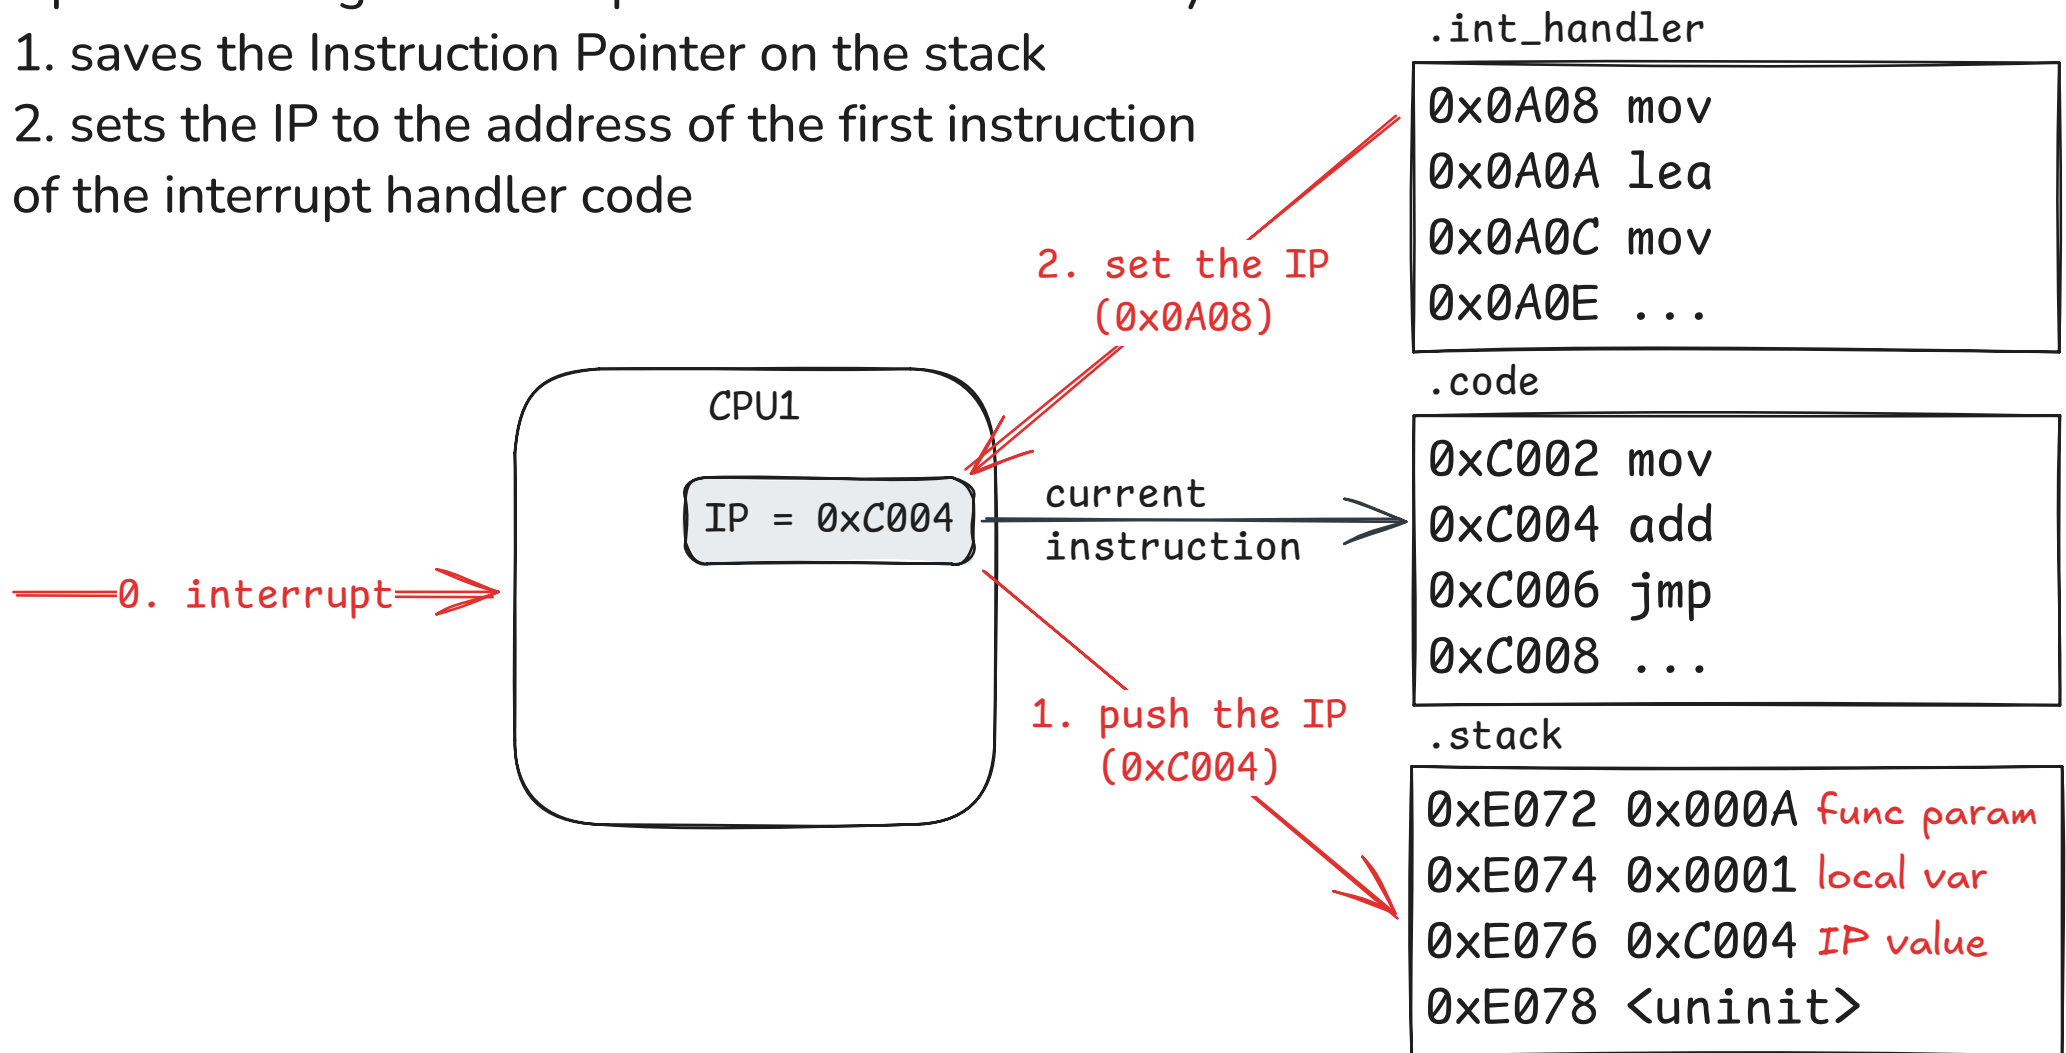 1. saves the Instruction Pointer on the stack
2. sets the IP to the address of the first instruction
of the interrupt handler code
.int_handler
0x0A08 mov
0x0A0A lea
0x0A0C mov
0x0A0E ...
2. set the IP
(0x0A08)
.code
CPU1
0xC002 mov
0xC004 add
0xC006 jmp
0xC008 ...
IP = 0xC004
current
instruction
0. interrupt
1. push the IP
(0xC004)
.stack
0xE072 0x000A func param
0xE074 0x0001 local var
0xE076 0xC004 IP value
0xE078 <uninit>